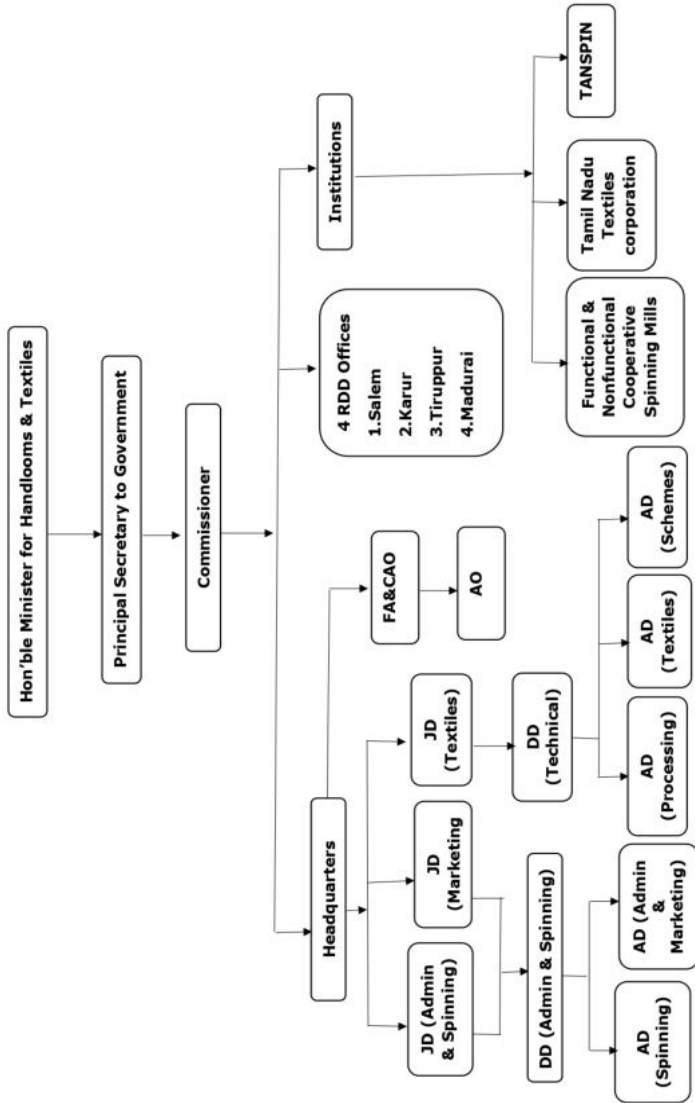 Hon'ble Minister for Handlooms & Textiles
Principal Secretary to Government
Commissioner
Headquarters
4 RDD Offices
1.Salem
2.Karur
3.Tiruppur
4.Madurai
Institutions
JD (Admin
& Spinning)
JD
(Marketing
JD
(Textiles)
FA&CAO
AO
DD (Admin & Spinning)
DD
(Technical)
AD
(Spinning)
AD (Admin
&
Marketing)
AD
(Processing)
AD
(Textiles)
AD
(Schemes)
Functional &
Nonfunctional
Cooperative
Spinning Mills
Tamil Nadu
Textiles
corporation
TANSPIN